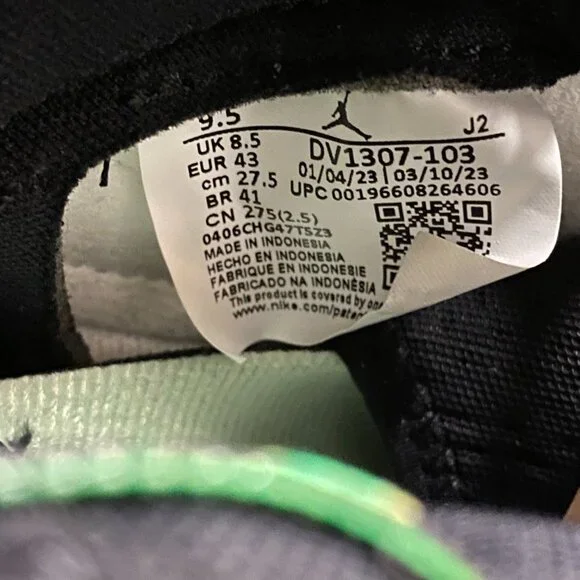 9.5
UK 8.5
EUR 43
cm 27.5
BR 41
CN 275(2.5)
0406CHG47TSZ3
MADE IN INDONESIA
HECHO EN INDONESIA
FABRIQUE EN INDONESIE
FABRICADO NA INDONÉSIA
This product is covered by one
www.nike.com/paten
J2
DV1307-103
01/04/23 | 03/10/23
UPC 00196608264606